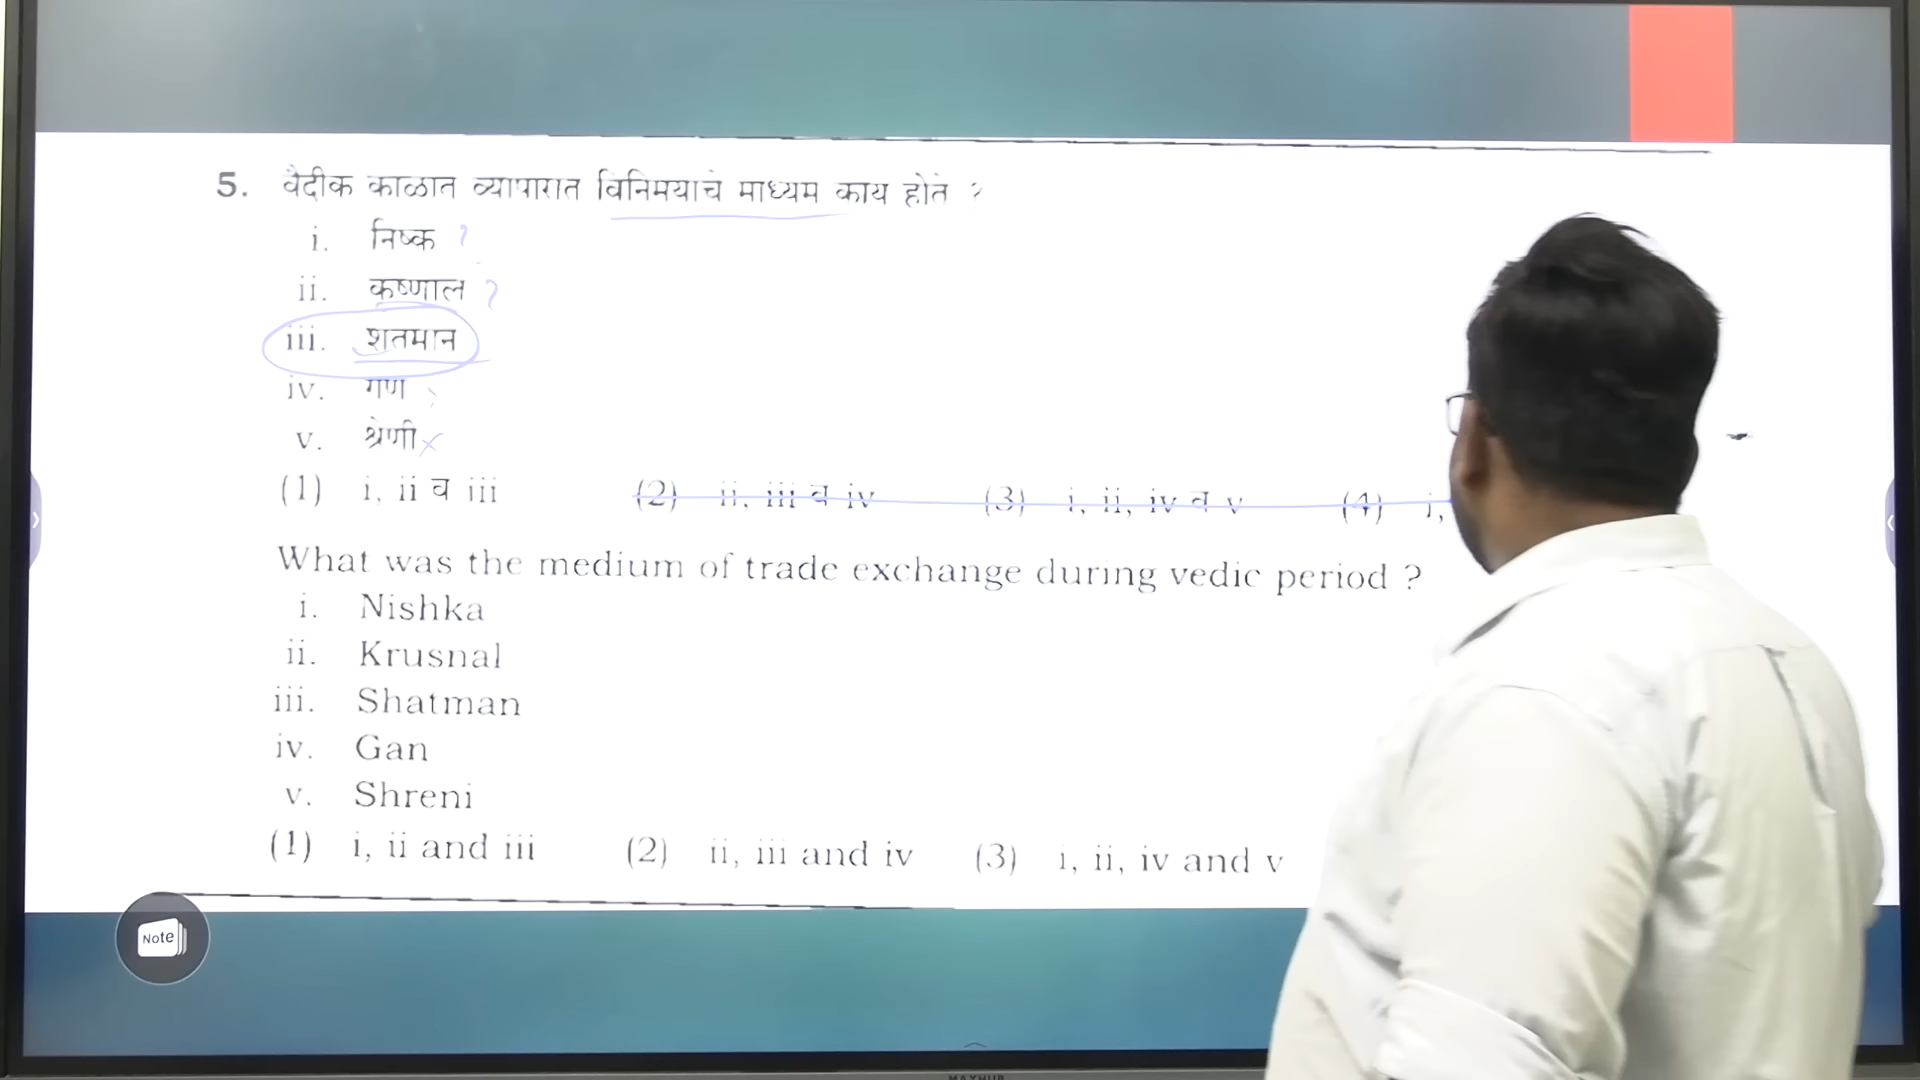 5. वैदीक काळात व्यापारात विनिमयाचे माध्यम काय होते ?
i. निष्क ?
ii. कष्णाल ?
iii. शतमान
iv. गण
v. श्रेणी x
(1) i, ii व iii (2) ii, iii व iv (3) i, ii, iv व v (4) i,
What was the medium of trade exchange during vedic period ?
i. Nishka
ii. Krusnal
iii. Shatman
iv. Gan
v. Shreni
(1) i, ii and iii (2) ii, iii and iv (3) i, ii, iv and v
Note
MAXHUB